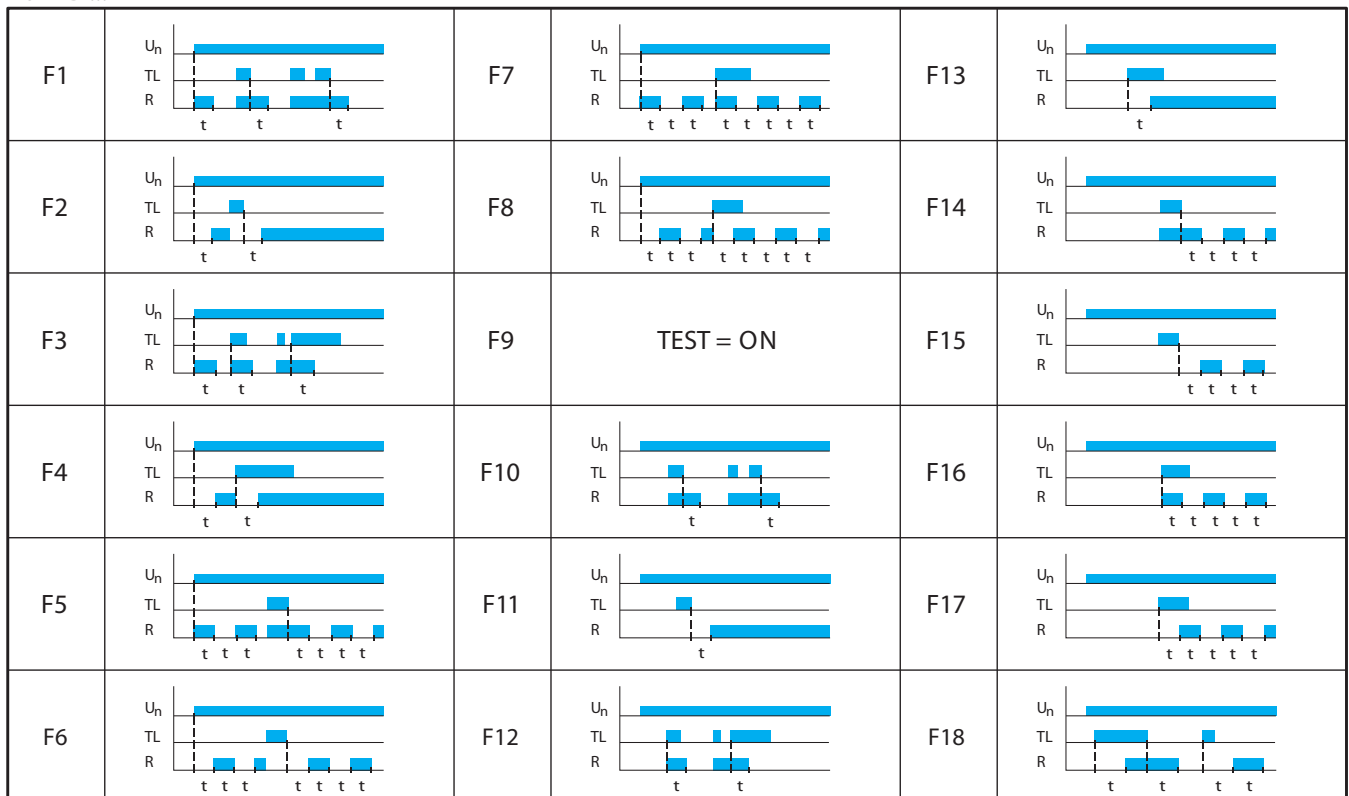 F1
Un
TL
R
t t t
F7
Un
TL
R
t t t t t t t t
F13
Un
TL
R
t
F2
Un
TL
R
t t
F8
Un
TL
R
t t t t t t t t
F14
Un
TL
R
t t t t
F3
Un
TL
R
t t t
F9
TEST = ON
F15
Un
TL
R
t t t t
F4
Un
TL
R
t t
F10
Un
TL
R
t t
F16
Un
TL
R
t t t t t
F5
Un
TL
R
t t t t t t t
F11
Un
TL
R
t
F17
Un
TL
R
t t t t t
F6
Un
TL
R
t t t t t t t
F12
Un
TL
R
t t
F18
Un
TL
R
t t t t